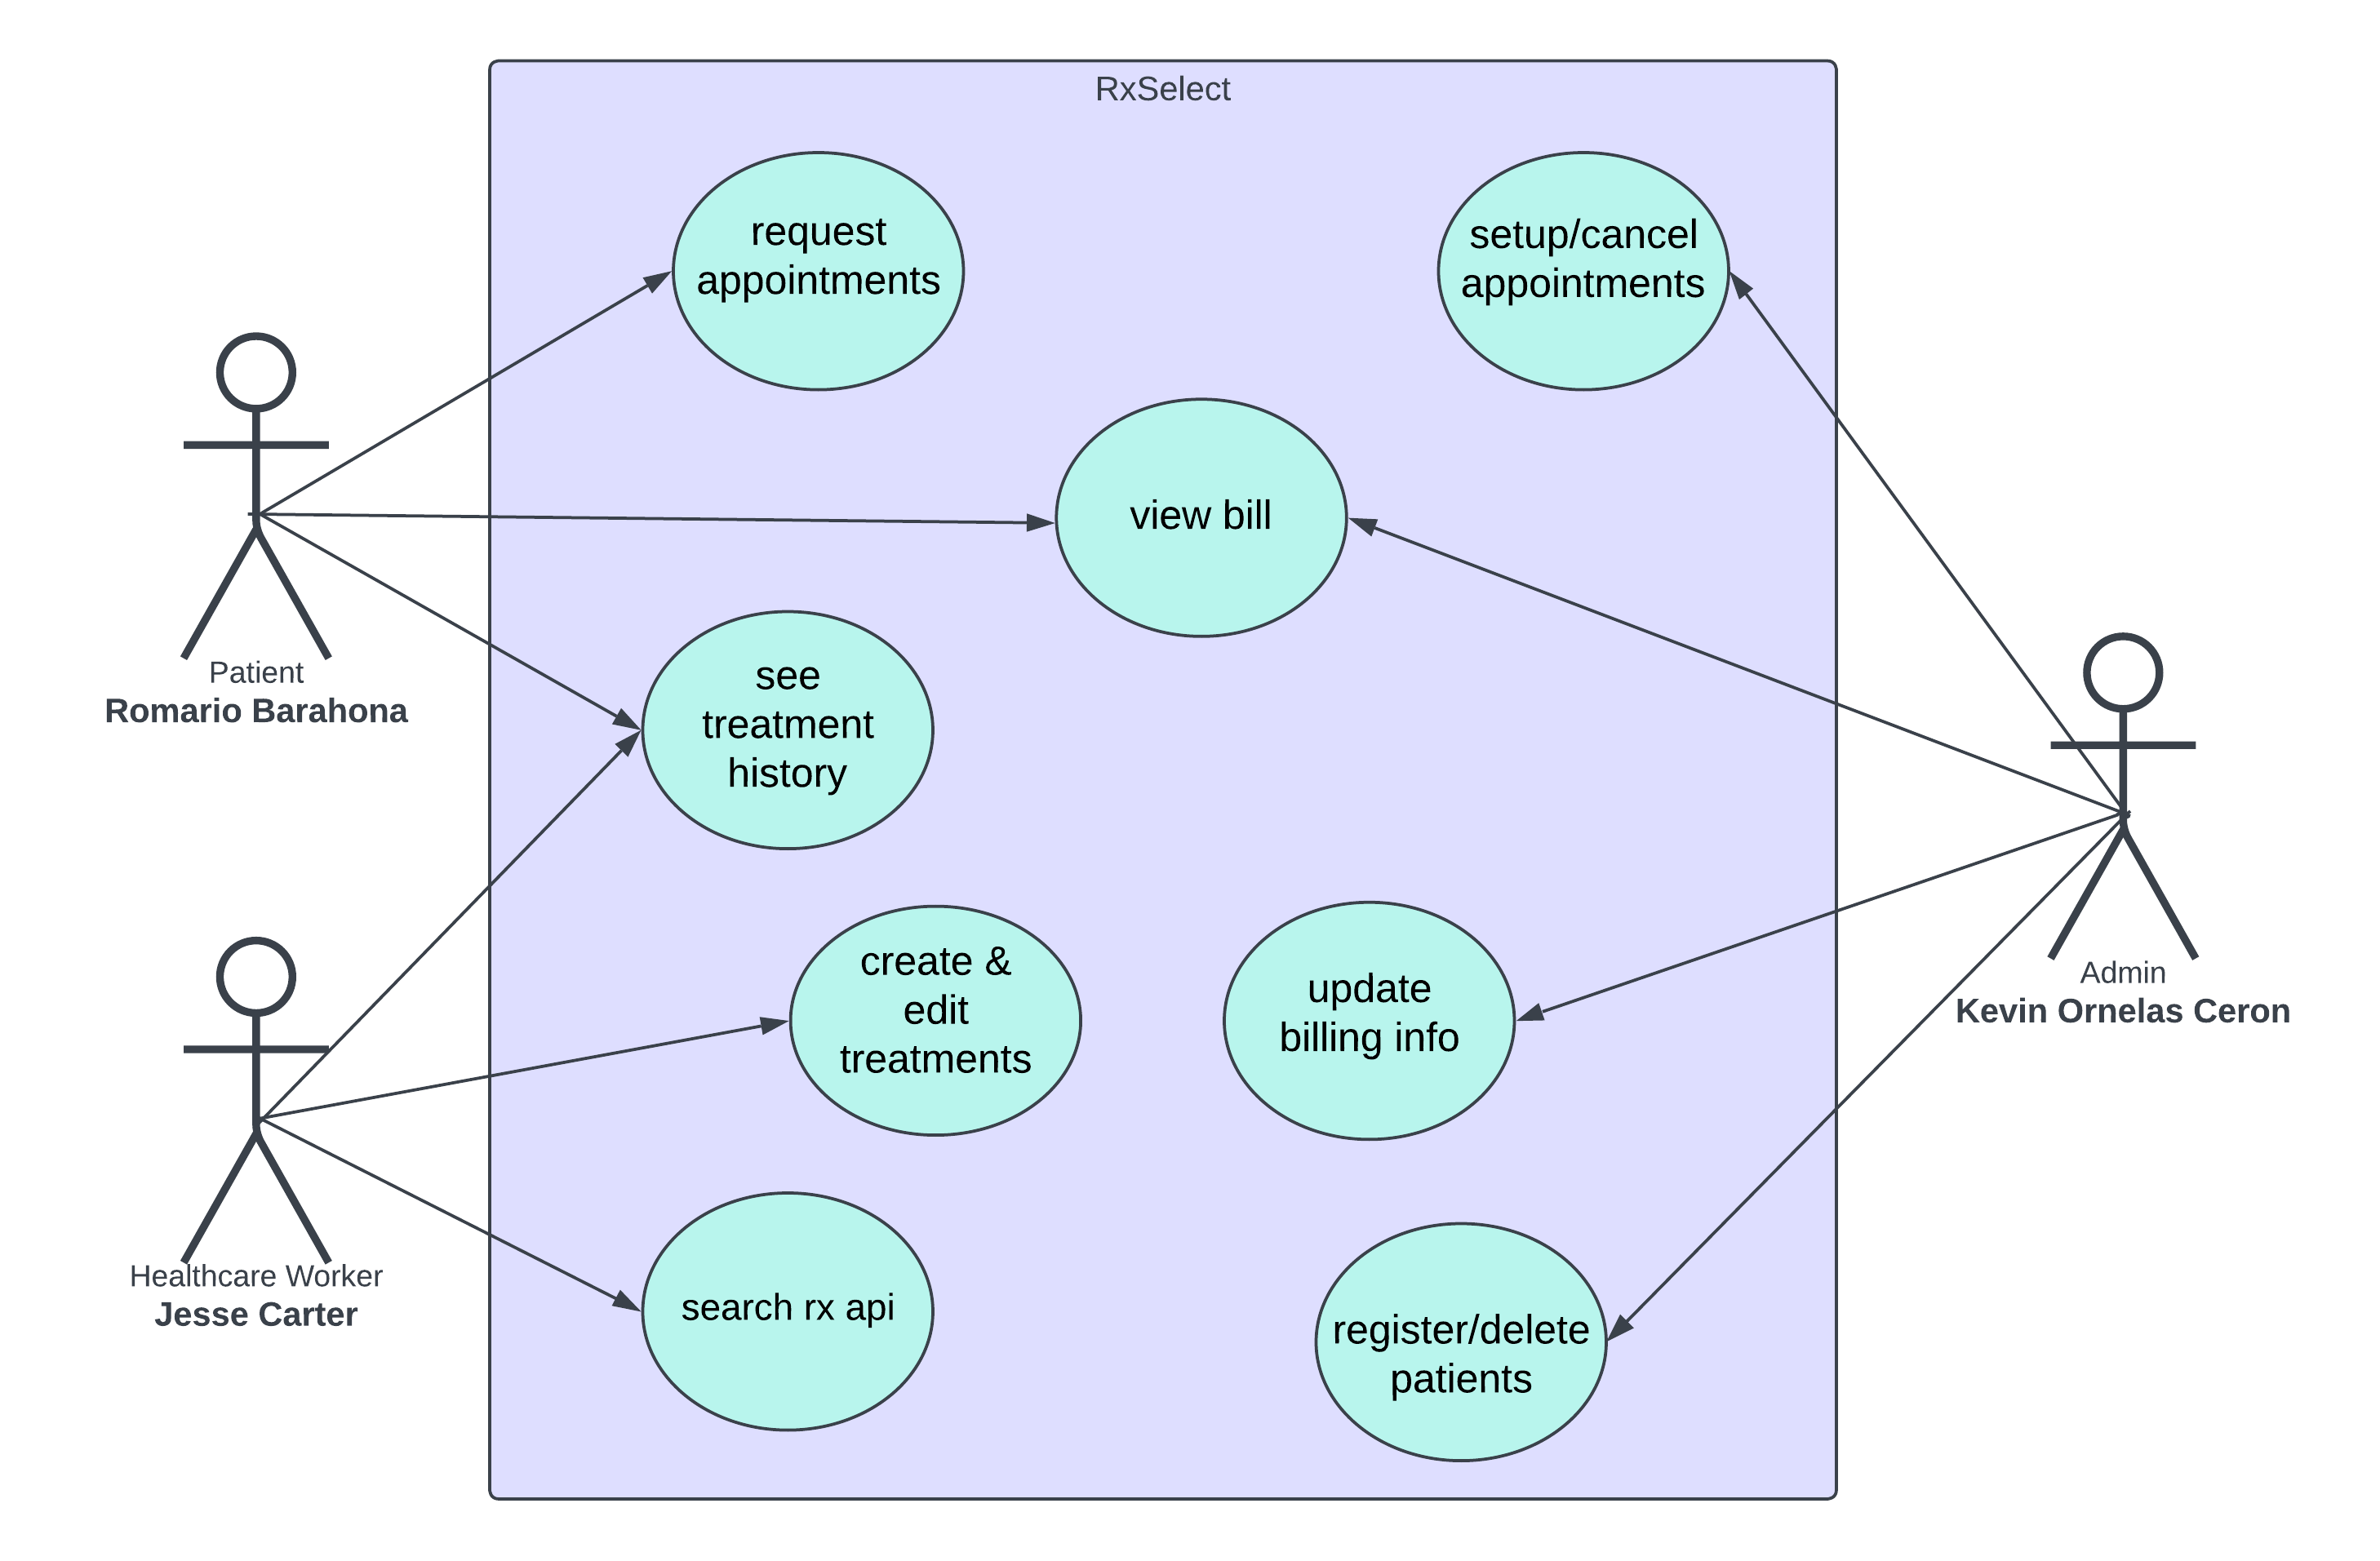 RxSelect
request
appointments
setup/cancel
appointments
view bill
see
treatment
history
Patient
Romario Barahona
create &
edit
treatments
update
billing info
Admin
Kevin Ornelas Ceron
Healthcare Worker
Jesse Carter
search rx api
register/delete
patients